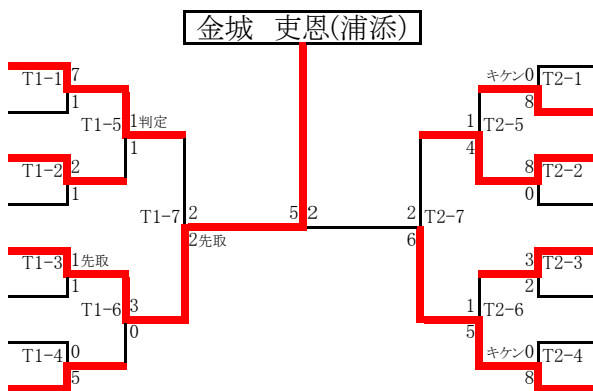 金城　吏恩(浦添)
T1-1 7
1
T1-5 1判定
1
T1-2 2
1
T1-7 2
2先取
T1-3 1先取
1
T1-6 3
0
T1-4 0
5
5 2
キケン0 T2-1
8
1 T2-5
4
8 T2-2
0
2 T2-7
6
3 T2-3
2
1 T2-6
5
キケン0 T2-4
8